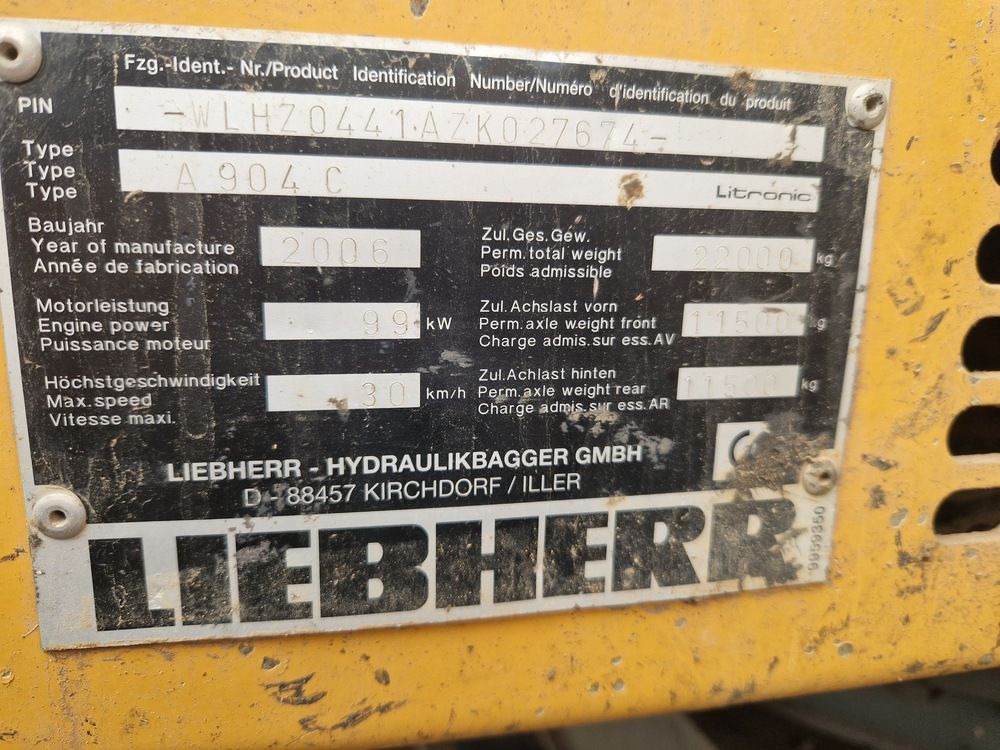 Fzg.-Ident.- Nr./Product Identification Number/Numéro d'identification du produit
PIN -WLHZ0441AZK027674-
Type
Type A904C Litronic
Type
Baujahr
Year of manufacture 2006
Année de fabrication
Zul.Ges.Gew.
Perm.total weight 22000 kg
Poids admissible
Motorleistung
Engine power 99 kW
Puissance moteur
Zul.Achslast vorn
Perm.axle weight front 11500 kg
Charge admis.sur ess.AV
Höchstgeschwindigkeit
Max.speed 30 km/h
Vitesse maxi.
Zul.Achlast hinten
Perm.axle weight rear 11500 kg
Charge admis.sur ess.AR
LIEBHERR - HYDRAULIKBAGGER GMBH
D - 88457 KIRCHDORF / ILLER
LIEBHERR
9959350